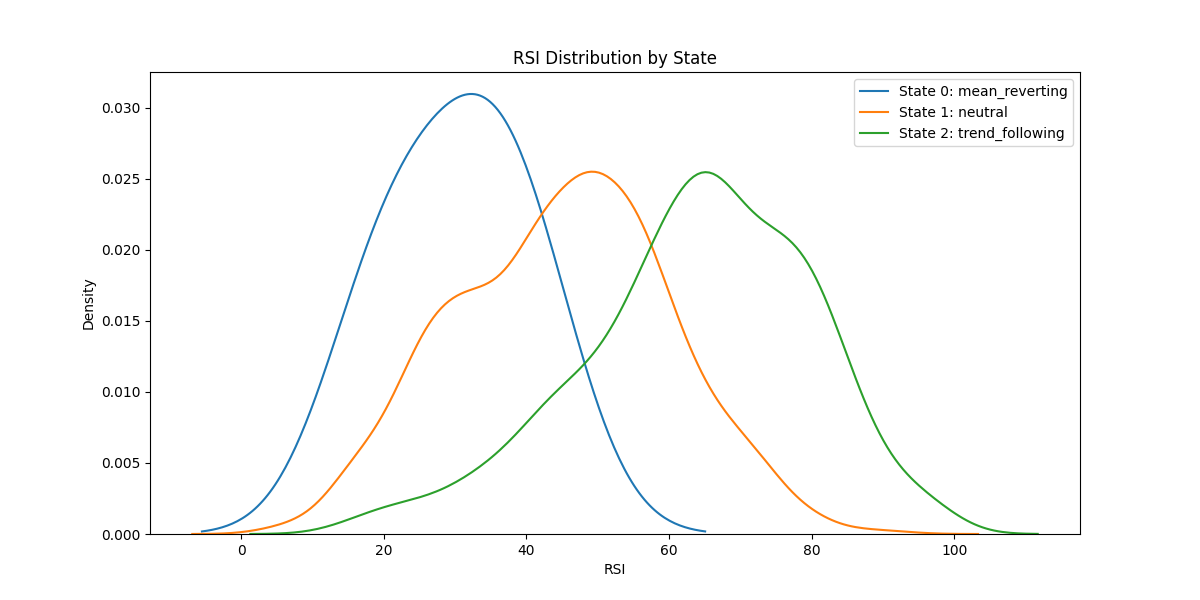 RSI Distribution by State
State 0: mean_reverting
State 1: neutral
State 2: trend_following
Density
0.030
0.025
0.020
0.015
0.010
0.005
0.000
0 20 40 60 80 100
RSI